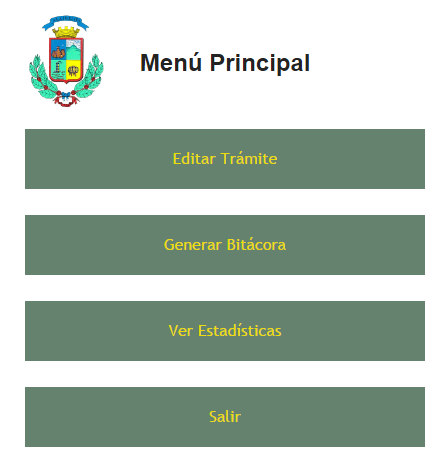 Menú Principal
Editar Trámite
Generar Bitácora
Ver Estadísticas
Salir